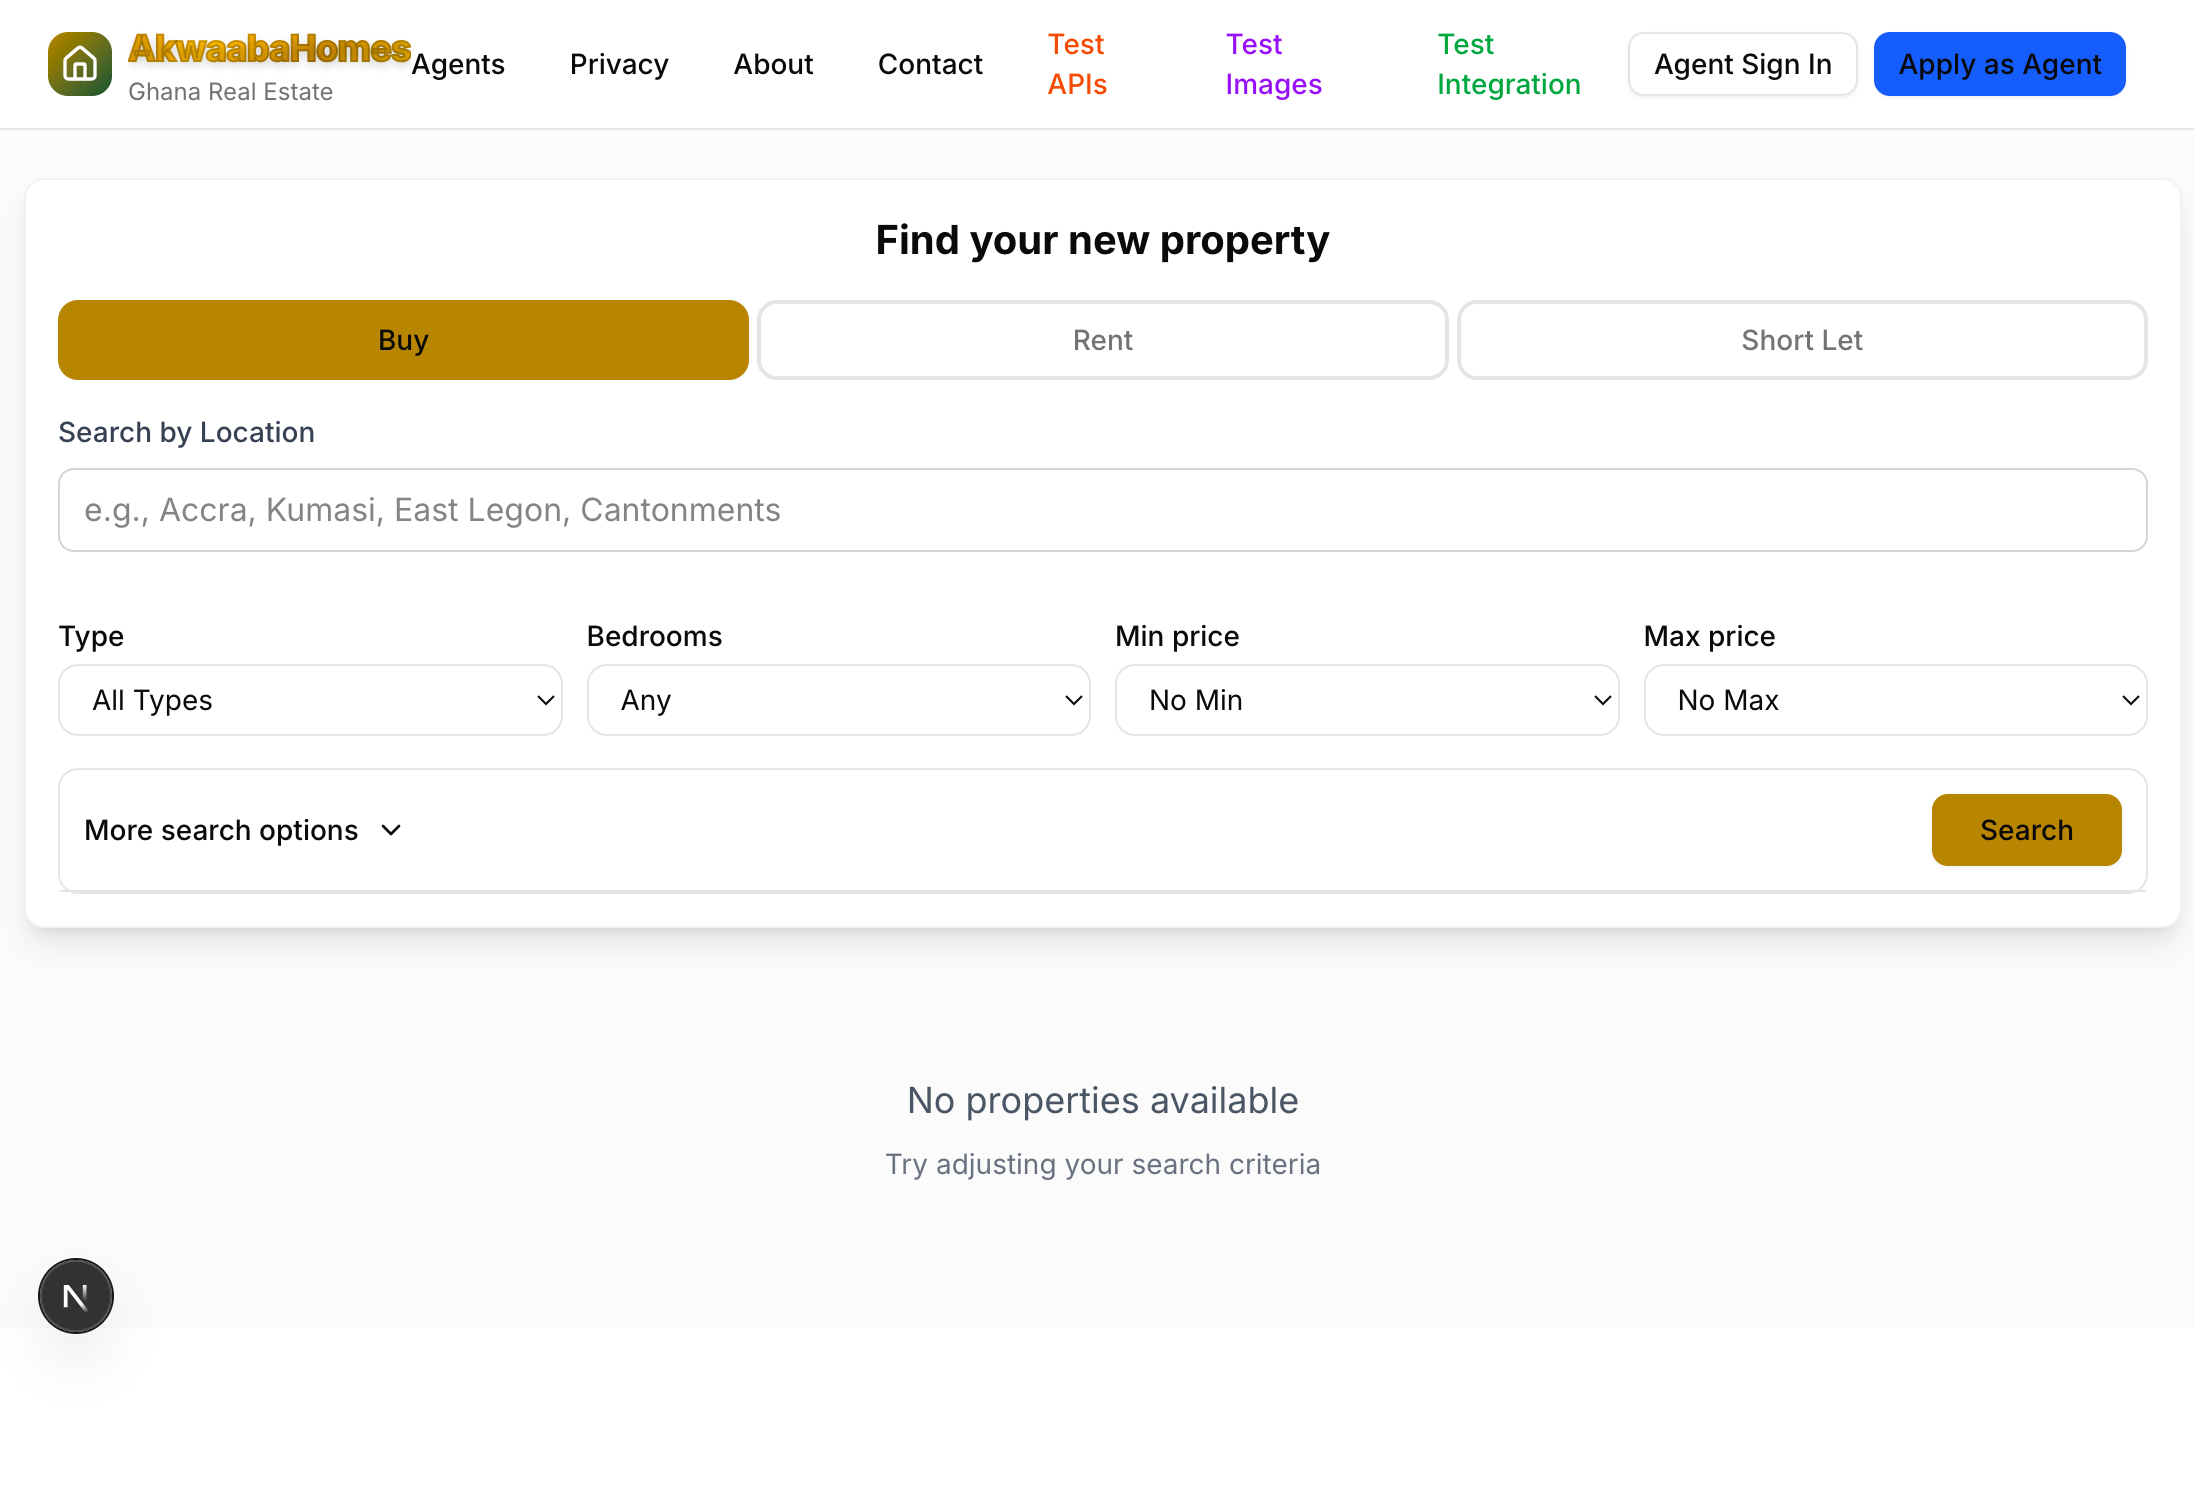 AkwaabaHomes
Ghana Real Estate
Agents
Privacy
About
Contact
Test
APIs
Test
Images
Test
Integration
Agent Sign In
Apply as Agent
Find your new property
Buy
Rent
Short Let
Search by Location
e.g., Accra, Kumasi, East Legon, Cantonments
Type
Bedrooms
Min price
Max price
All Types
Any
No Min
No Max
More search options
Search
No properties available
Try adjusting your search criteria
N